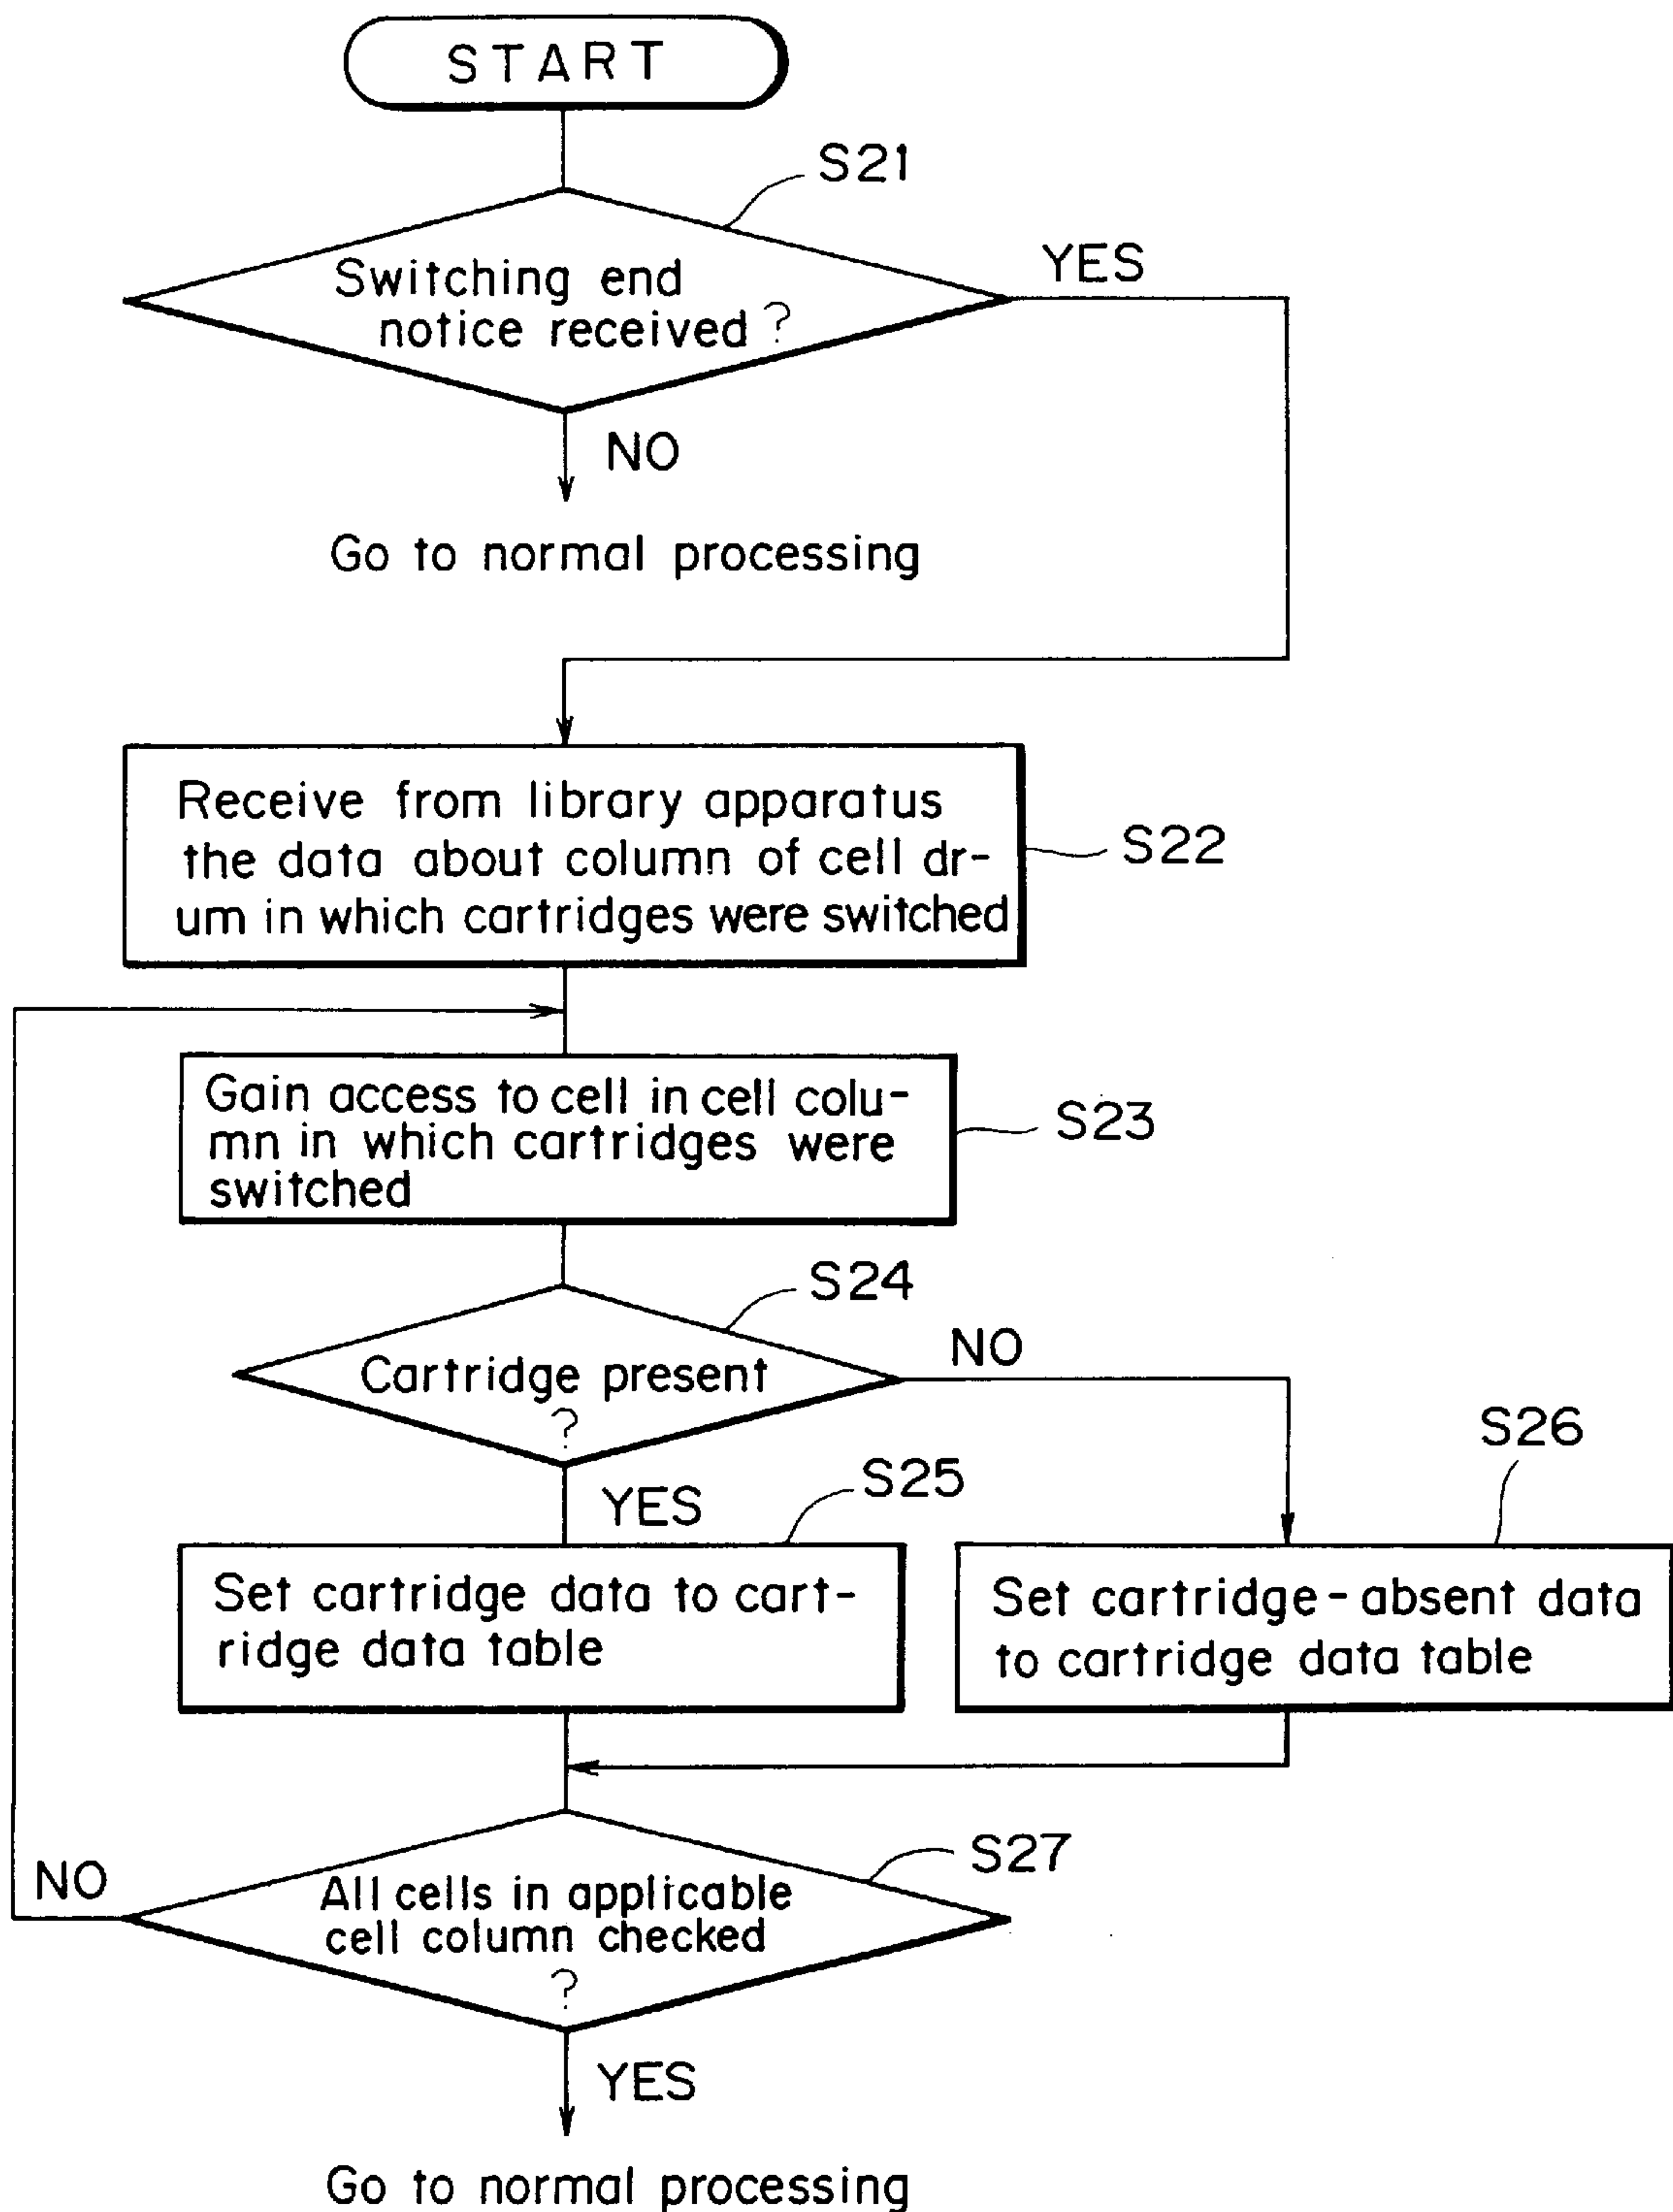 START
S21
YES
Switching end
notice received?
NO
Go to normal processing
Receive from library apparatus
the data about column of cell dr-
um in which cartridges were switched
S22
Gain access to cell in cell colu-
mn in which cartridges were
switched
S23
S24
NO
Cartridge present
?
S26
YES
S25
Set cartridge data to cart-
ridge data table
Set cartridge-absent data
to cartridge data table
S27
NO
All cells in applicable
cell column checked
?
YES
Go to normal processing